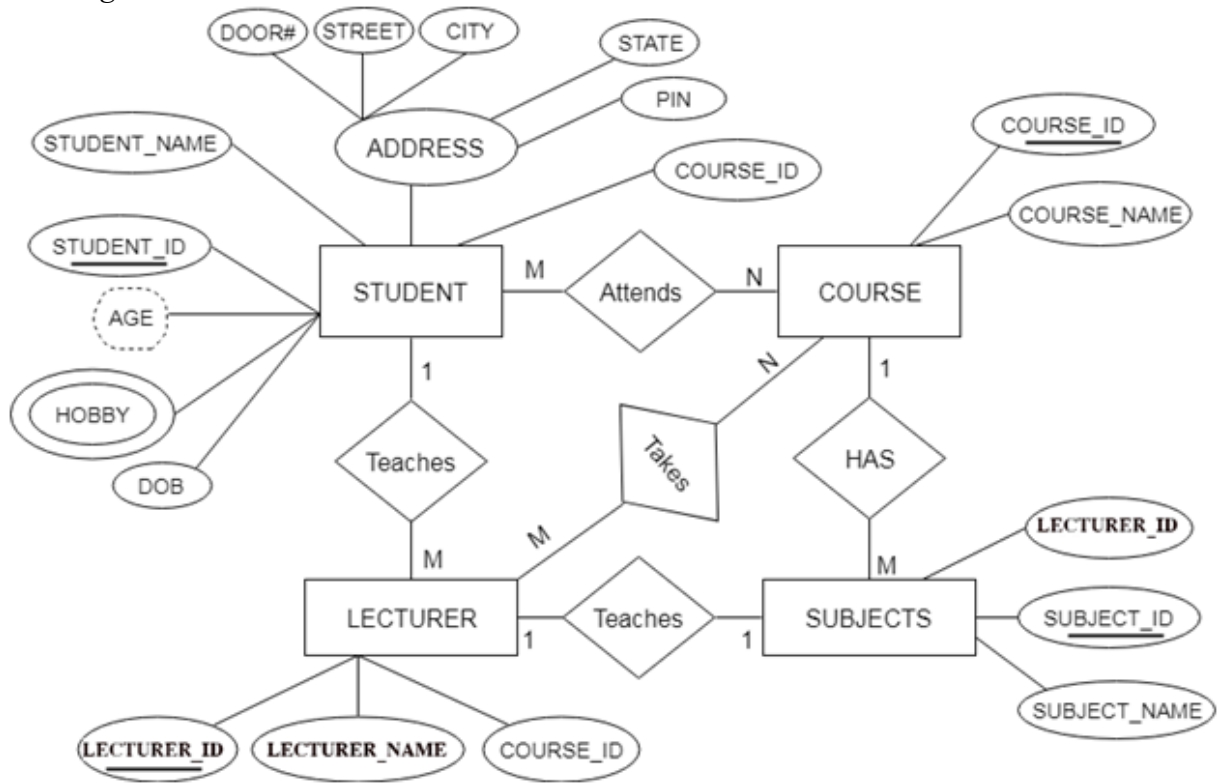 DOOR#
STREET
CITY
STATE
PIN
ADDRESS
STUDENT_NAME
COURSE_ID
COURSE_ID
COURSE_NAME
STUDENT_ID
AGE
HOBBY
DOB
STUDENT
M
Attends
N
COURSE
1
Teaches
M
N
Takes
M
1
HAS
M
LECTURER
1
Teaches
1
SUBJECTS
LECTURER_ID
SUBJECT_ID
SUBJECT_NAME
LECTURER_ID
LECTURER_NAME
COURSE_ID